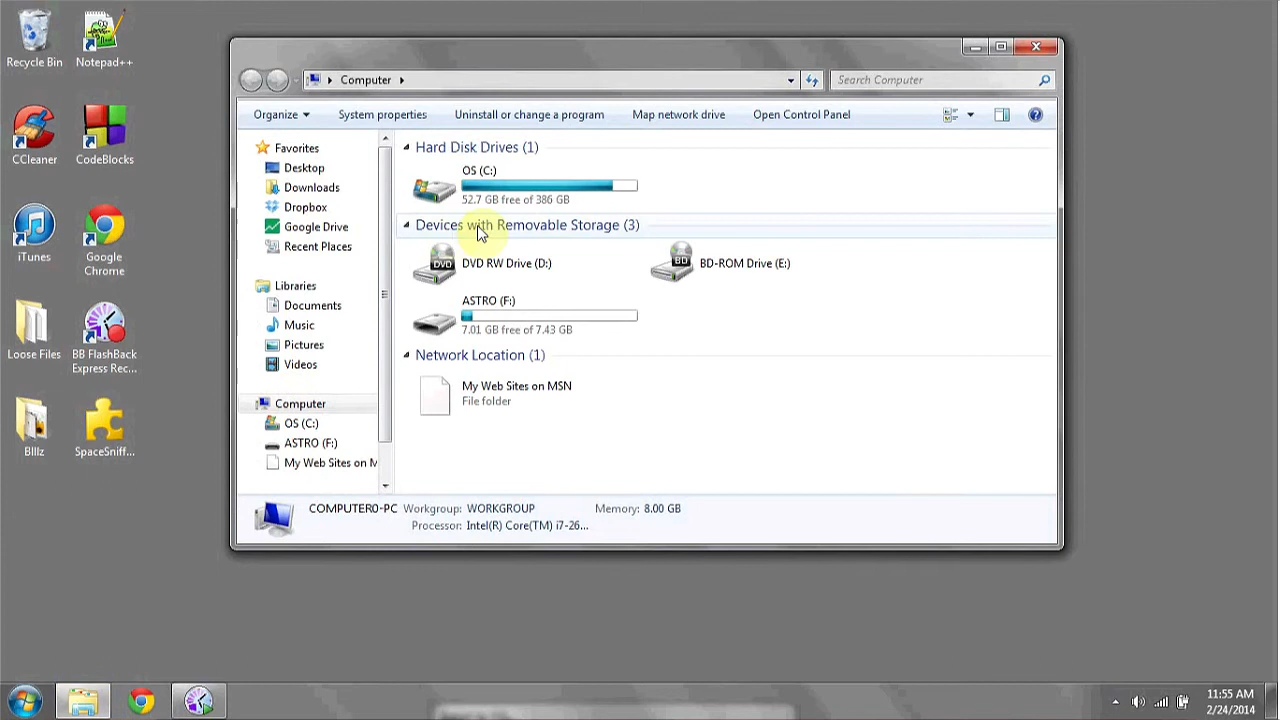 Recycle Bin
Notepad++
CCleaner
CodeBlocks
iTunes
Google
Chrome
Loose Files
BB FlashBack
Express Rec...
BIllz
SpaceSniff...
Computer
Search Computer
Organize
System properties
Uninstall or change a program
Map network drive
Open Control Panel
Favorites
Desktop
Downloads
Dropbox
Google Drive
Recent Places
Libraries
Documents
Music
Pictures
Videos
Computer
OS (C:)
ASTRO (F:)
My Web Sites on M
Hard Disk Drives (1)
OS (C:)
52.7 GB free of 386 GB
Devices with Removable Storage (3)
DVD
DVD RW Drive (D:)
BD
BD-ROM Drive (E:)
ASTRO (F:)
7.01 GB free of 7.43 GB
Network Location (1)
My Web Sites on MSN
File folder
COMPUTER0-PC Workgroup: WORKGROUP Memory: 8.00 GB
Processor: Intel(R) Core(TM) i7-26...
11:55 AM
2/24/2014